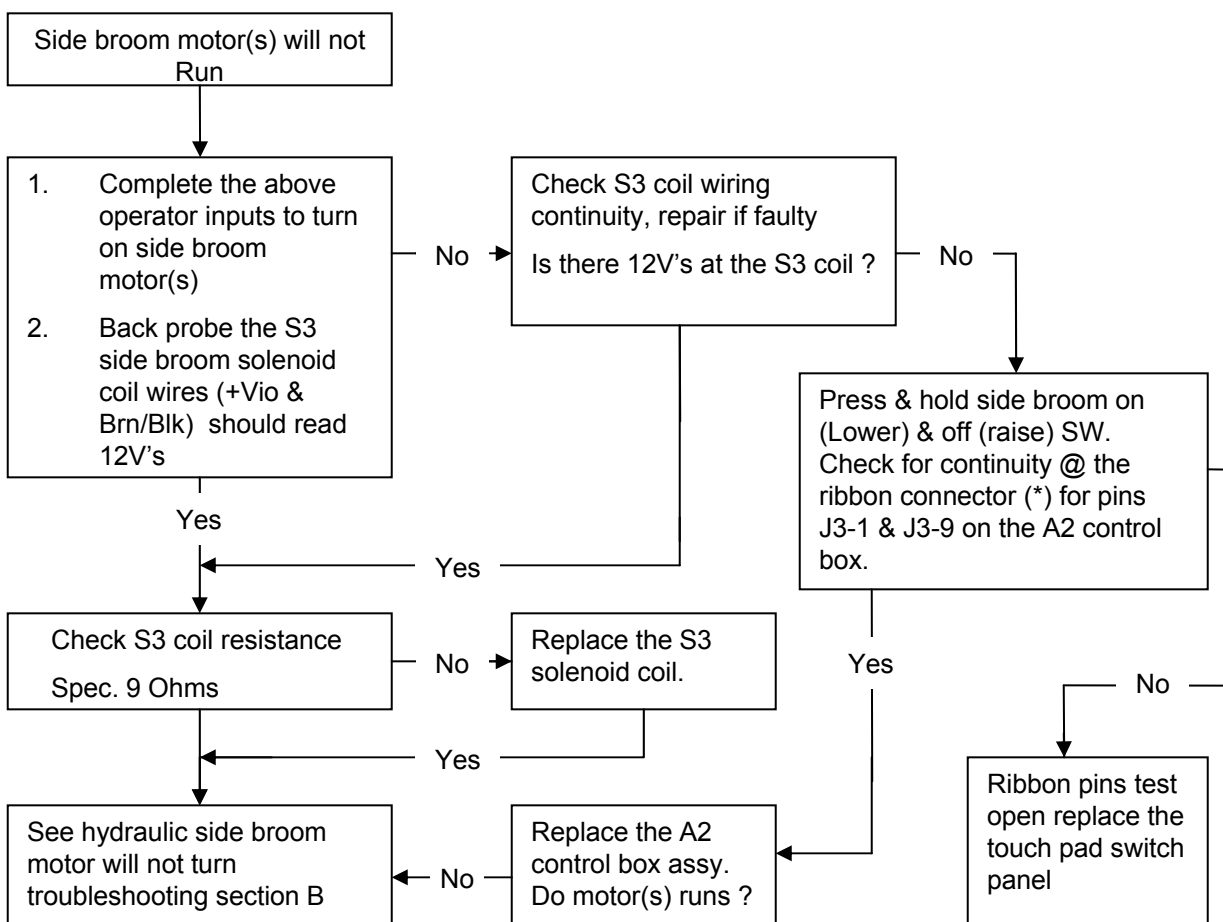 Side broom motor(s) will not
Run
1. Complete the above
operator inputs to turn
on side broom
motor(s)
2. Back probe the S3
side broom solenoid
coil wires (+Vio &
Brn/Blk) should read
12V's
No
Check S3 coil wiring
continuity, repair if faulty
Is there 12V's at the S3 coil ?
No
Press & hold side broom on
(Lower) & off (raise) SW.
Check for continuity @ the
ribbon connector (*) for pins
J3-1 & J3-9 on the A2 control
box.
Yes
Yes
Check S3 coil resistance
Spec. 9 Ohms
No
Replace the S3
solenoid coil.
Yes
No
Yes
See hydraulic side broom
motor will not turn
troubleshooting section B
No
Replace the A2
control box assy.
Do motor(s) runs ?
Ribbon pins test
open replace the
touch pad switch
panel